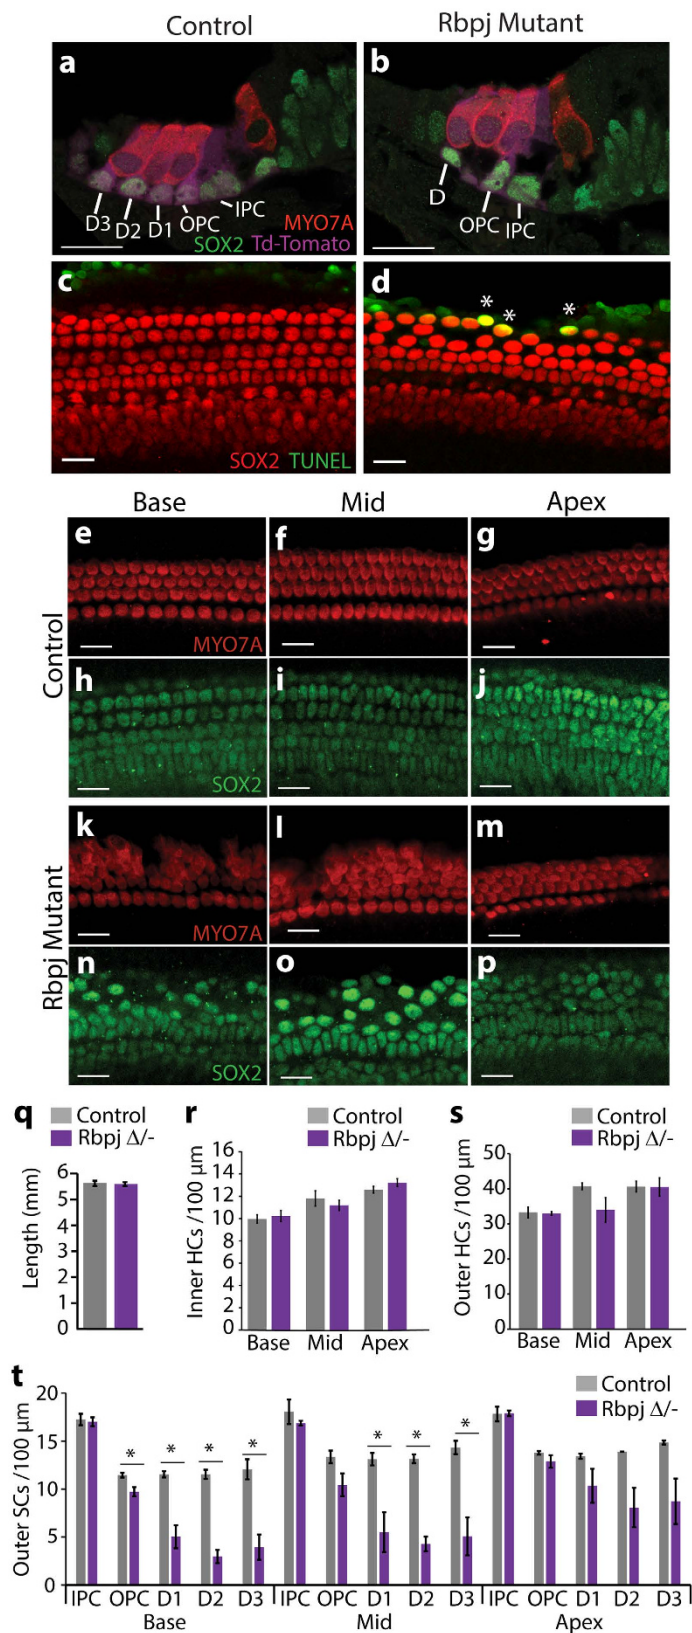 Control Rbpj Mutant
a b
D3 D2 D1 OPC IPC MYO7A
SOX2 Td-Tomato
D OPC IPC
c d
* * *
SOX2 TUNEL
Base Mid Apex
Control
e f g
MYO7A
h i j
SOX2
Rbpj Mutant
k l m
MYO7A
n o p
SOX2
q
Control
Rbpj Δ/-
Length (mm)
6
5
4
3
2
1
0
r
Control
Rbpj Δ/-
Inner HCs /100 µm
16
14
12
10
8
6
4
2
0
Base Mid Apex
s
Control
Rbpj Δ/-
Outer HCs /100 µm
50
40
30
20
10
0
Base Mid Apex
t
Control
Rbpj Δ/-
Outer SCs /100 µm
20
15
10
5
0
* * * * * * *
IPC OPC D1 D2 D3 IPC OPC D1 D2 D3 IPC OPC D1 D2 D3
Base Mid Apex